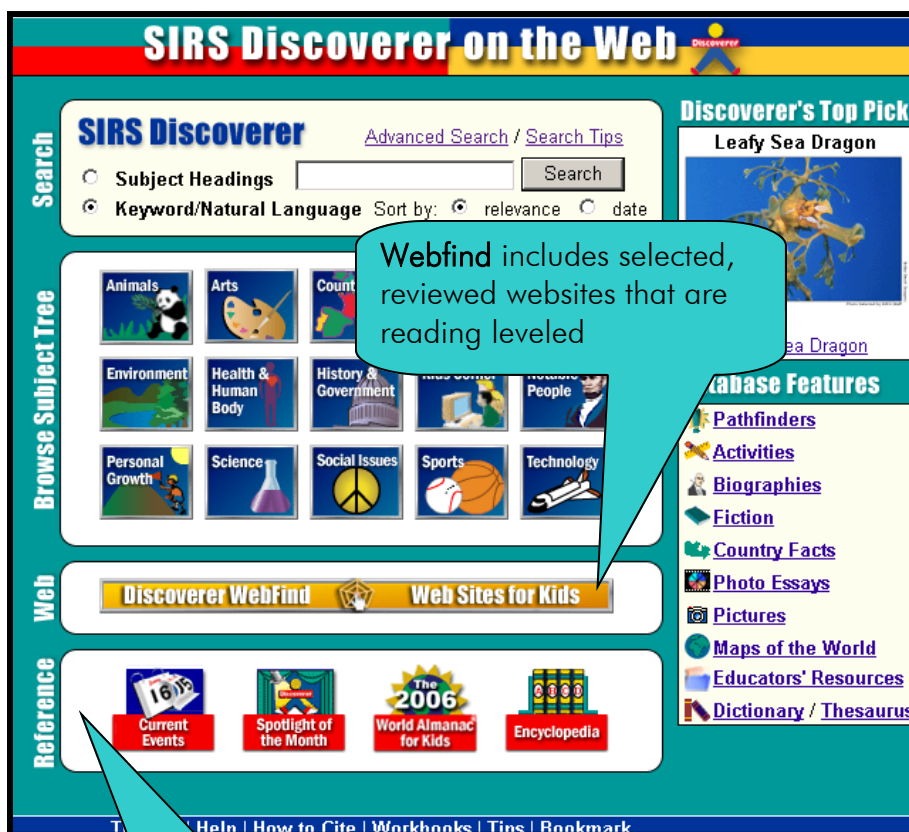 SIRS Discoverer on the Web
Discoverer
Search
SIRS Discoverer
Advanced Search / Search Tips
Subject Headings
Search
Keyword/Natural Language Sort by: relevance date
Discoverer's Top Pick
Leafy Sea Dragon
Sea Dragon
Webfind includes selected,
reviewed websites that are
reading leveled
Browse Subject Tree
Animals
Arts
Environment
Health &
Human
Body
History &
Government
People
Personal
Growth
Science
Social Issues
Sports
Technology
Features
Pathfinders
Activities
Biographies
Fiction
Country Facts
Photo Essays
Pictures
Maps of the World
Educators' Resources
Dictionary / Thesaurus
Web
Discoverer WebFind Web Sites for Kids
Reference
Current
Events
Spotlight of
the Month
The
2006
World Almanac
for Kids
ABCD
Encyclopedia
Help | How to Cite | Workbooks | Tips | Bookmark